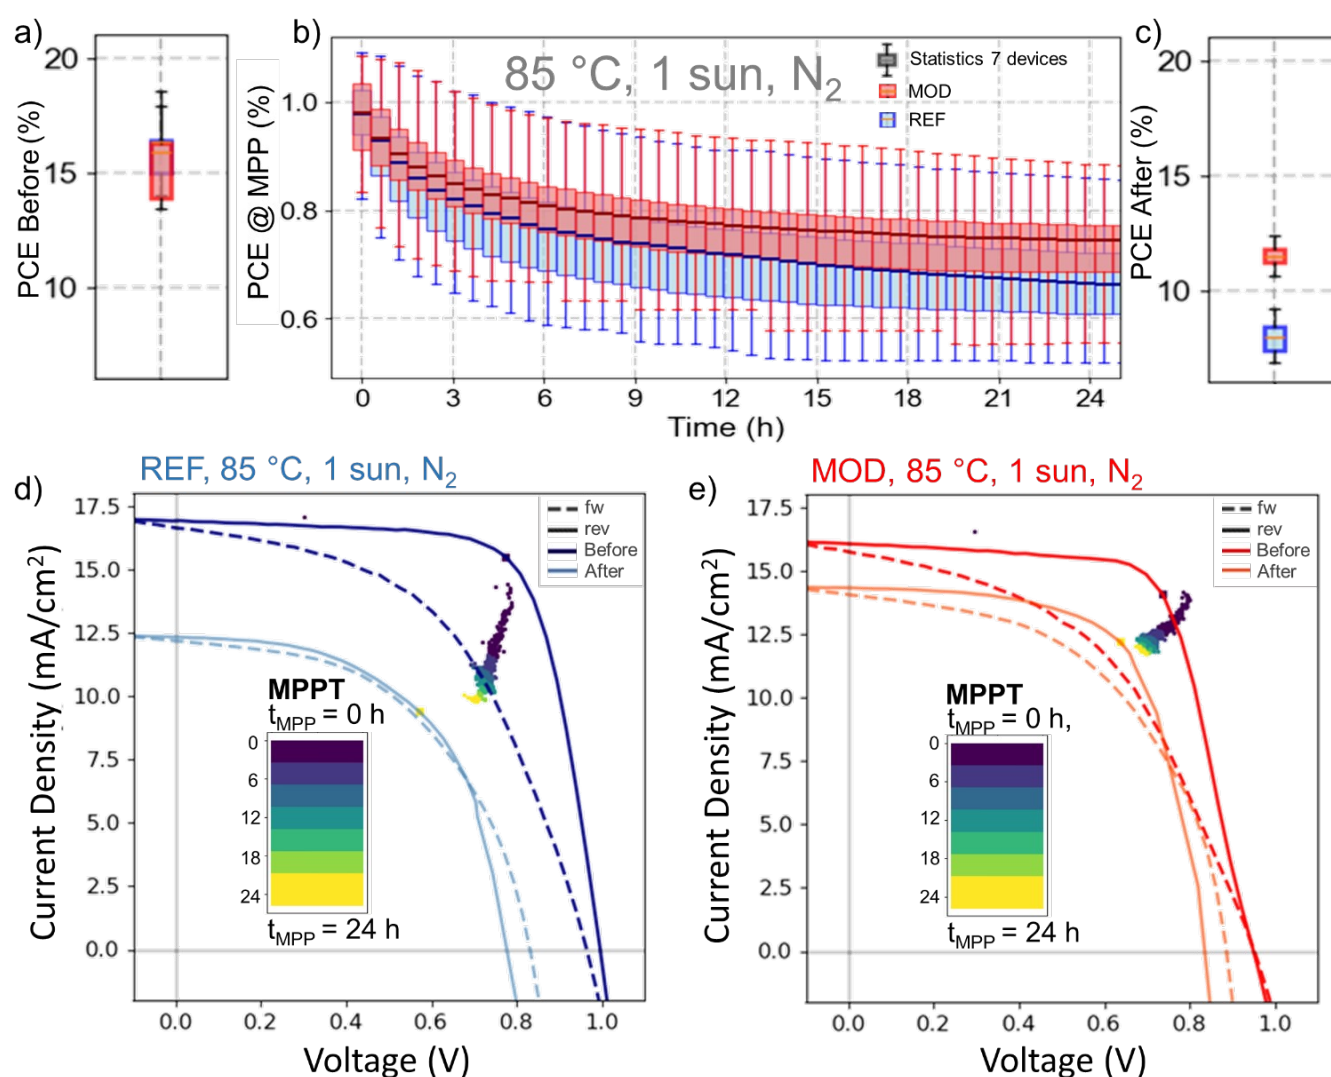 a)
PCE Before (%)
20
15
10
b)
PCE @ MPP (%)
1.0
0.8
0.6
85 °C, 1 sun, N2
Statistics 7 devices
MOD
REF
0 3 6 9 12 15 18 21 24
Time (h)
c)
PCE After (%)
20
15
10
d)
REF, 85 °C, 1 sun, N2
Current Density (mA/cm²)
17.5
15.0
12.5
10.0
7.5
5.0
2.5
0.0
fw
rev
Before
After
MPPT
tMPP = 0 h
0
6
12
18
24
tMPP = 24 h
0.0 0.2 0.4 0.6 0.8 1.0
Voltage (V)
e)
MOD, 85 °C, 1 sun, N2
Current Density (mA/cm²)
17.5
15.0
12.5
10.0
7.5
5.0
2.5
0.0
fw
rev
Before
After
MPPT
tMPP = 0 h,
0
6
12
18
24
tMPP = 24 h
0.0 0.2 0.4 0.6 0.8 1.0
Voltage (V)